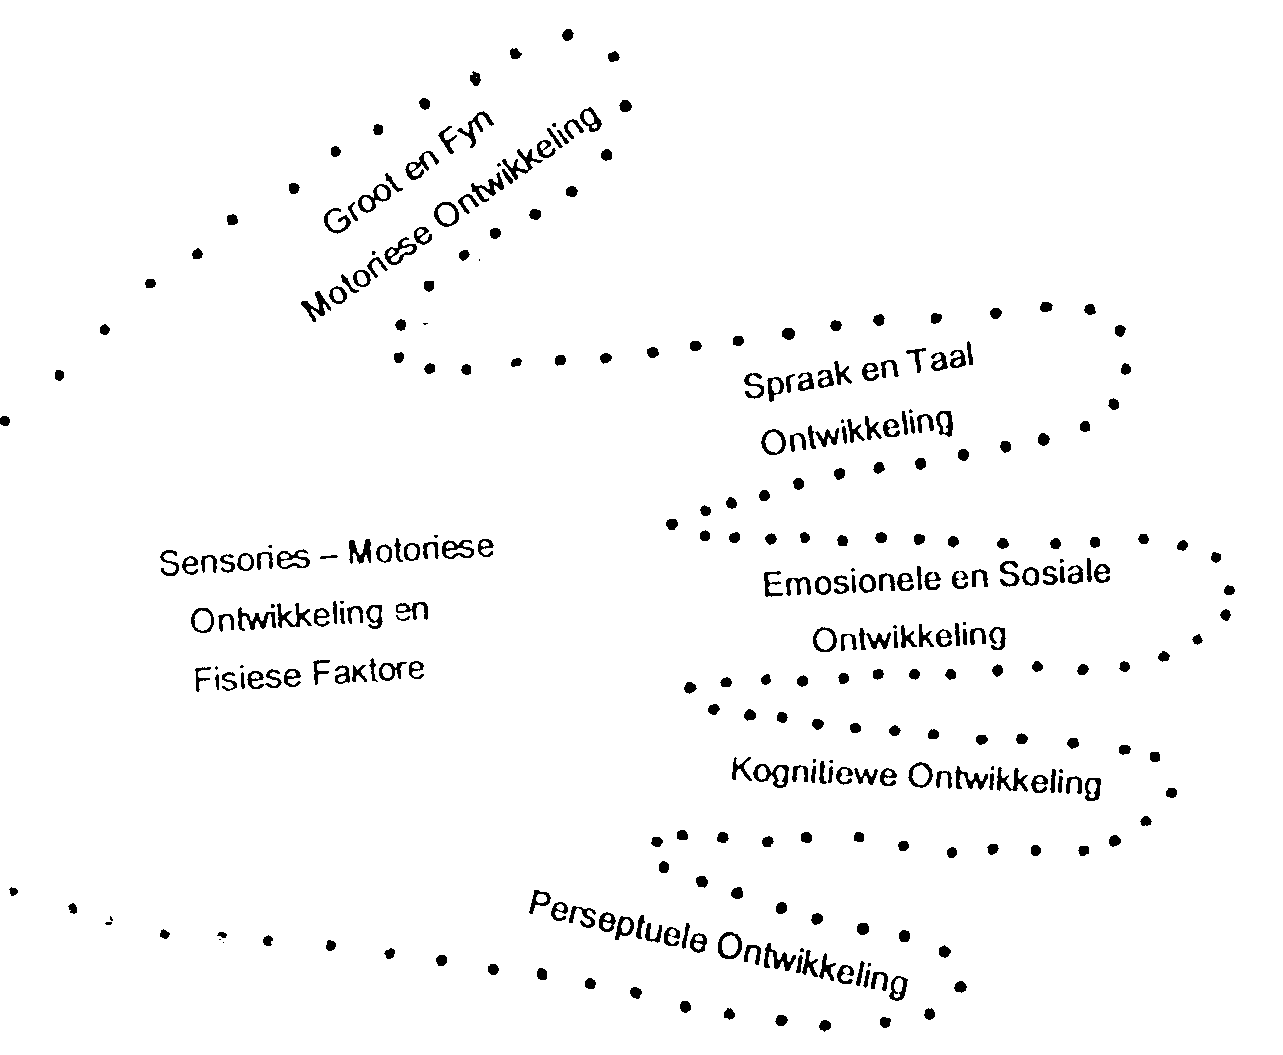 Groot en Fyn
Motoriese Ontwikkeling
Spraak en Taal
Ontwikkeling
Sensories – Motoriese
Ontwikkeling en
Fisiese Faktore
Emosionele en Sosiale
Ontwikkeling
Kognitiewe Ontwikkeling
Perseptuele Ontwikkeling